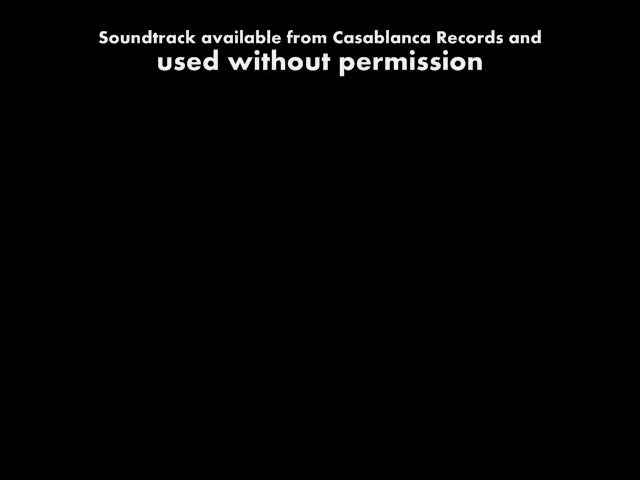 Soundtrack available from Casablanca Records and
used without permission